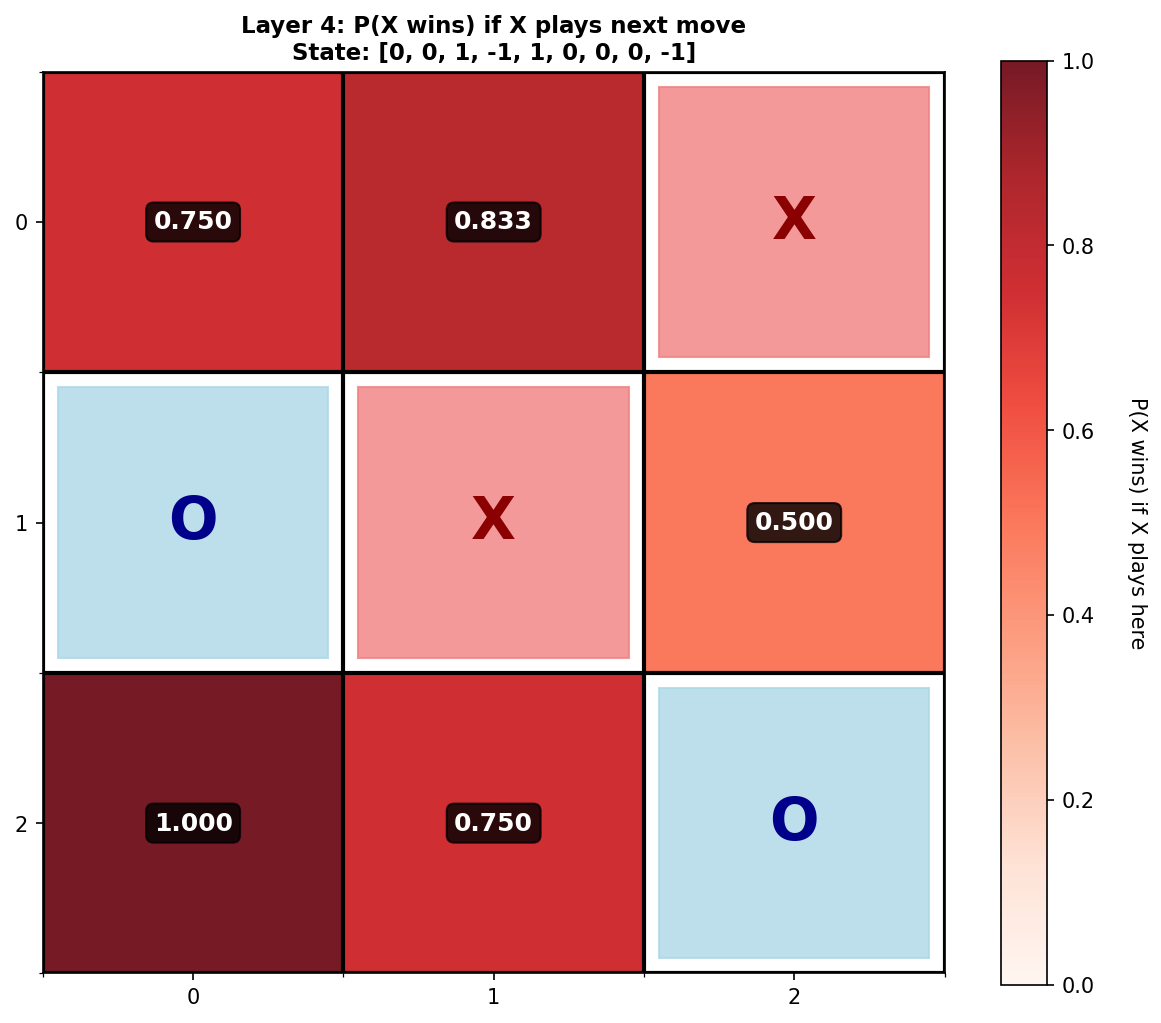 Layer 4: P(X wins) if X plays next move
State: [0, 0, 1, -1, 1, 0, 0, 0, -1]
1.0
0 0.750 0.833 X
0.8
0.6
1 O X 0.500
P(X wins) if X plays here
0.4
2 1.000 0.750 O
0.2
0.0
0 1 2